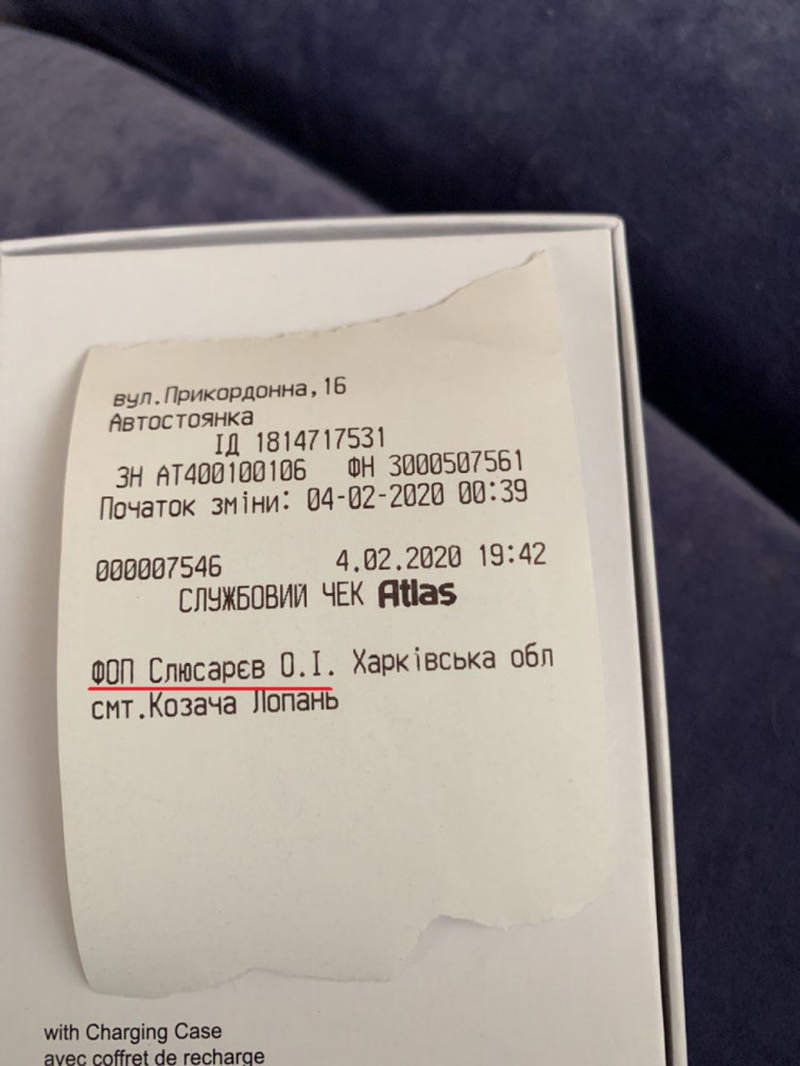 вул.Прикордонна,16
Автостоянка
ІД 1814717531
ЗН АТ400100106 ФН 3000507561
Початок зміни: 04-02-2020 00:39
000007546 4.02.2020 19:42
СЛУЖБОВИЙ ЧЕК Atlas
ФОП Слюсарєв О.І. Харківська обл
смт.Козача Лопань
with Charging Case
avec coffret de recharge